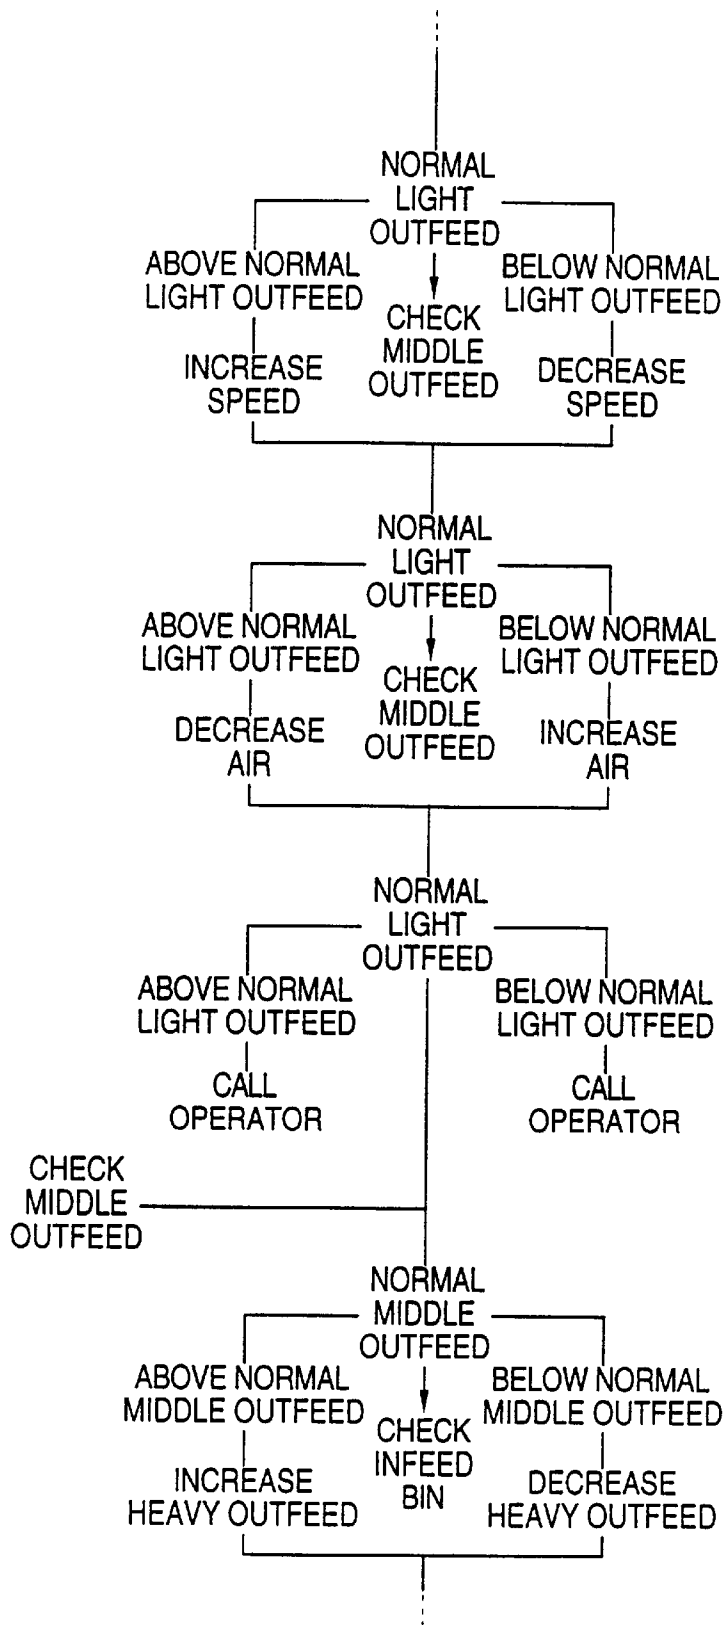 NORMAL
LIGHT
OUTFEED
ABOVE NORMAL
LIGHT OUTFEED
CHECK
MIDDLE
OUTFEED
BELOW NORMAL
LIGHT OUTFEED
INCREASE
SPEED
DECREASE
SPEED
NORMAL
LIGHT
OUTFEED
ABOVE NORMAL
LIGHT OUTFEED
CHECK
MIDDLE
OUTFEED
BELOW NORMAL
LIGHT OUTFEED
DECREASE
AIR
INCREASE
AIR
NORMAL
LIGHT
OUTFEED
ABOVE NORMAL
LIGHT OUTFEED
BELOW NORMAL
LIGHT OUTFEED
CALL
OPERATOR
CALL
OPERATOR
CHECK
MIDDLE
OUTFEED
NORMAL
MIDDLE
OUTFEED
ABOVE NORMAL
MIDDLE OUTFEED
CHECK
INFEED
BIN
BELOW NORMAL
MIDDLE OUTFEED
INCREASE
HEAVY OUTFEED
DECREASE
HEAVY OUTFEED